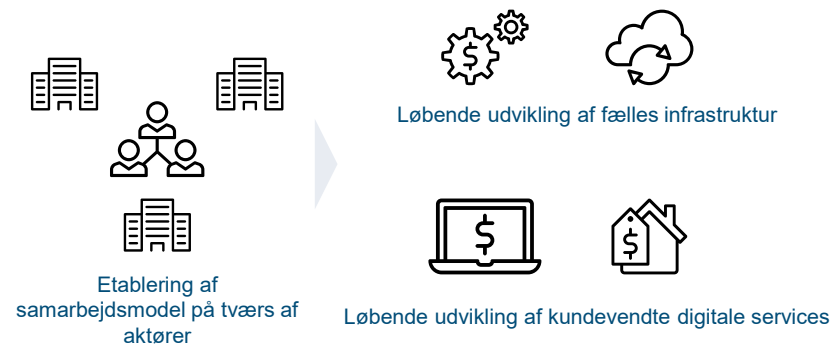 Løbende udvikling af fælles infrastruktur
Etablering af
samarbejdsmodel på tværs af
aktører
Løbende udvikling af kundevendte digitale services